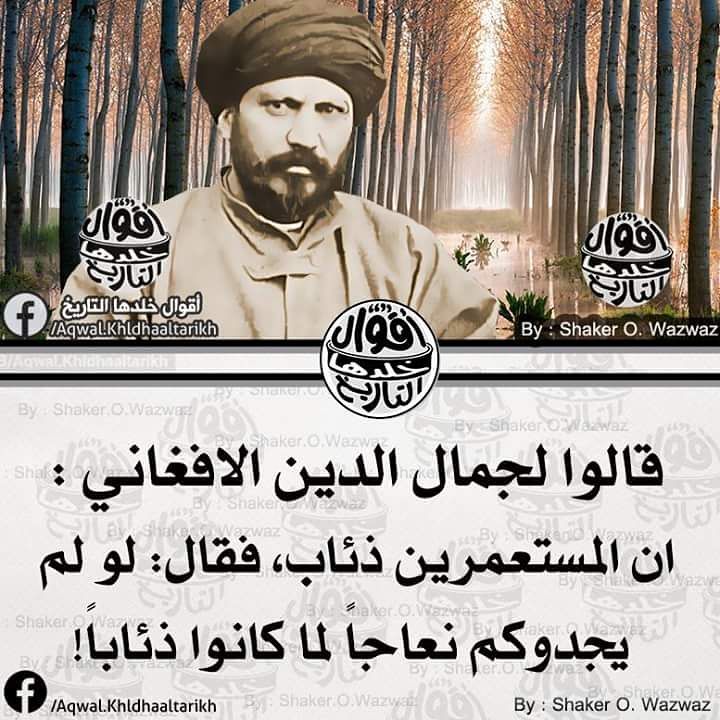 أقوال
خلدها
التاريخ
أقوال
خلدها
التاريخ
أقوال خلدها التاريخ
/Aqwal.Khldhaaltarikh
By : Shaker O. Wazwaz
أقوال
خلدها
التاريخ
قالوا لجمال الدين الافغاني :
ان المستعمرين ذئاب، فقال: لو لم
يجدوكم نعاجاً لما كانوا ذئاباً!
/Aqwal.Khldhaaltarikh
By : Shaker O. Wazwaz